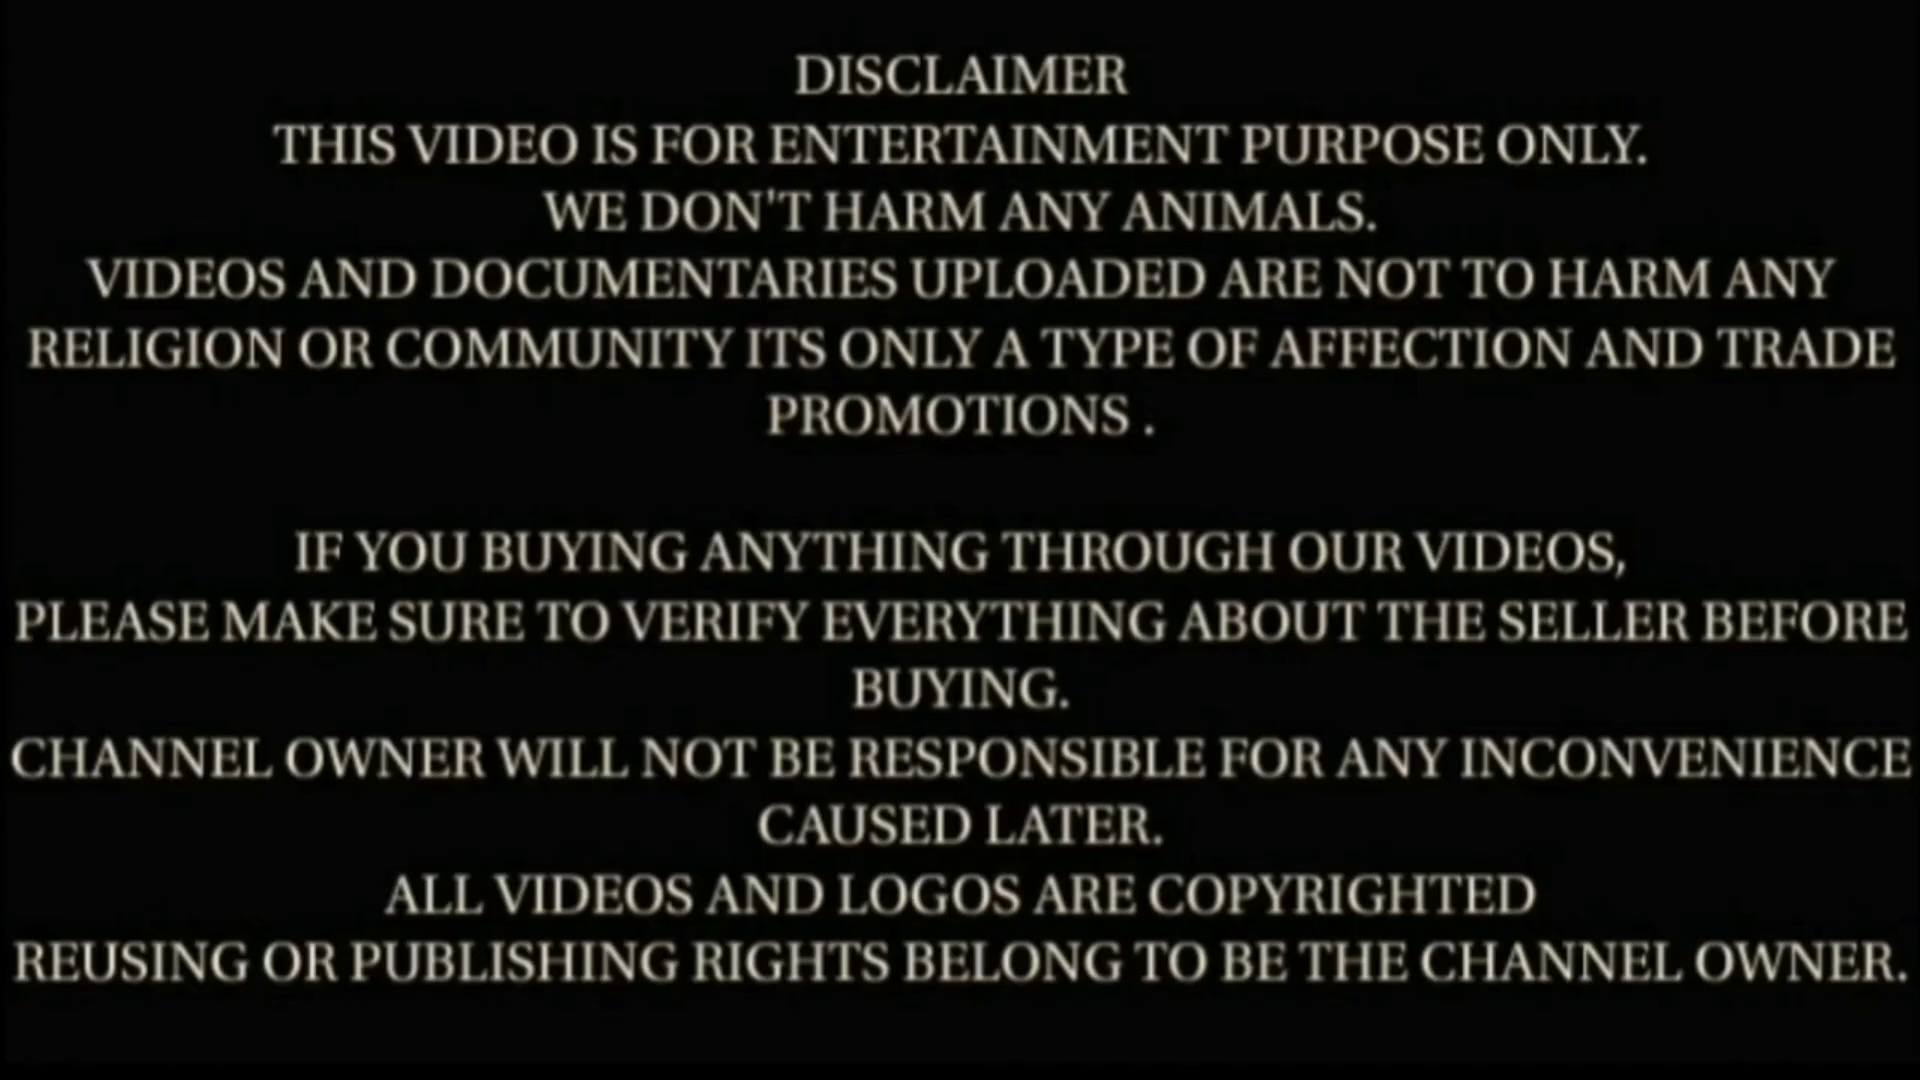 DISCLAIMER
THIS VIDEO IS FOR ENTERTAINMENT PURPOSE ONLY.
WE DON'T HARM ANY ANIMALS.
VIDEOS AND DOCUMENTARIES UPLOADED ARE NOT TO HARM ANY
RELIGION OR COMMUNITY ITS ONLY A TYPE OF AFFECTION AND TRADE
PROMOTIONS .
IF YOU BUYING ANYTHING THROUGH OUR VIDEOS,
PLEASE MAKE SURE TO VERIFY EVERYTHING ABOUT THE SELLER BEFORE
BUYING.
CHANNEL OWNER WILL NOT BE RESPONSIBLE FOR ANY INCONVENIENCE
CAUSED LATER.
ALL VIDEOS AND LOGOS ARE COPYRIGHTED
REUSING OR PUBLISHING RIGHTS BELONG TO BE THE CHANNEL OWNER.